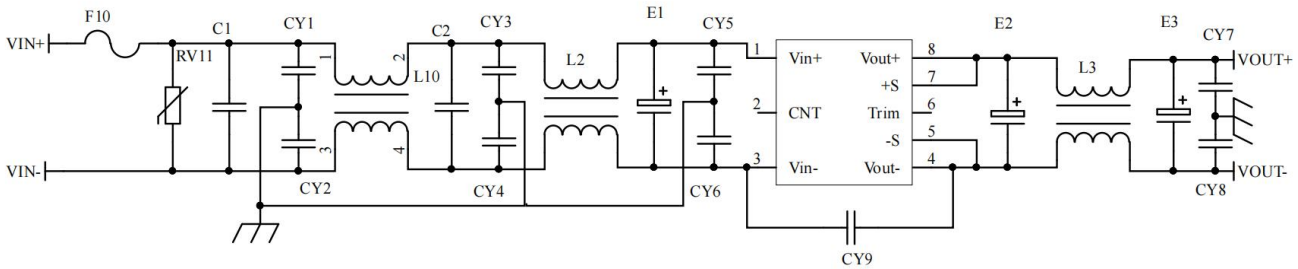 F10
C1
CY1
C2
CY3
E1
CY5
E2
E3
CY7
VIN+
RV11
1
2
L10
L2
1
Vin+
Vout+
8
L3
VOUT+
+S
7
2
CNT
Trim
6
-S
5
3
4
3
Vin-
Vout-
4
VIN-
VOUT-
CY2
CY4
CY6
CY8
CY9
+
+
+